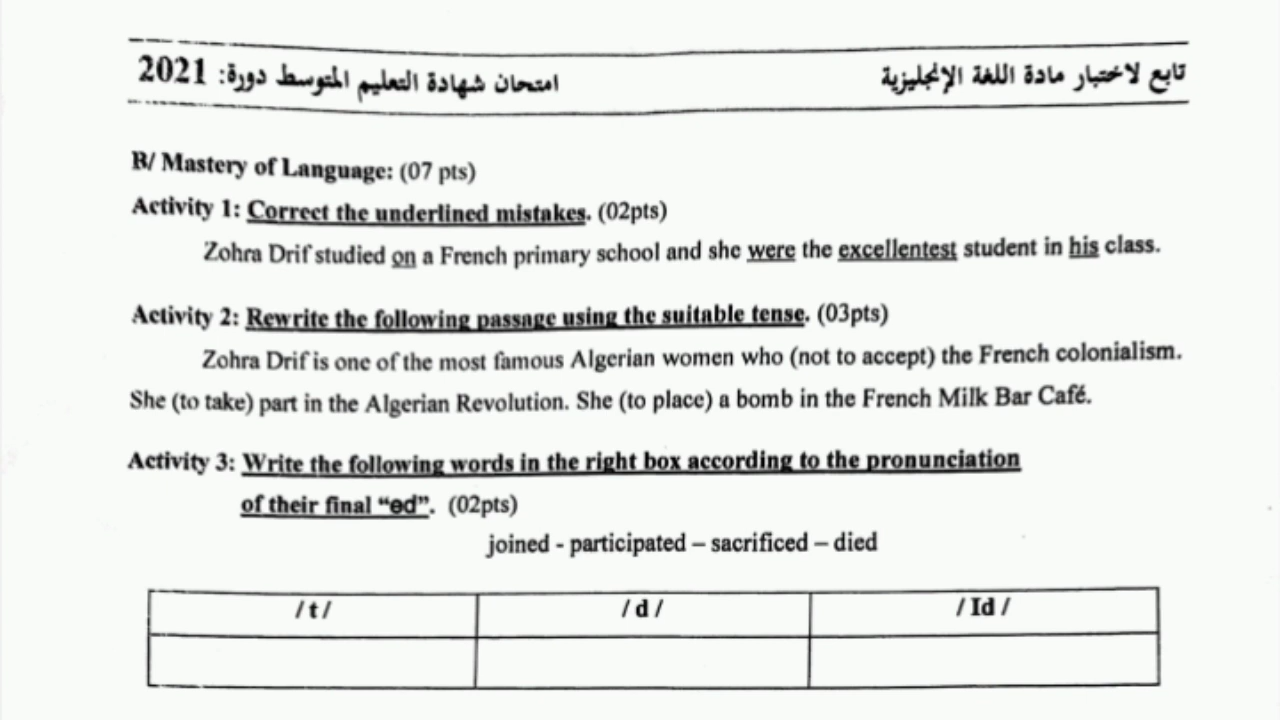 تابع لاختبار مادة اللغة الإنجليزية
امتحان شهادة التعليم المتوسط دورة: 2021
B/ Mastery of Language: (07 pts)
Activity 1: Correct the underlined mistakes. (02pts)
Zohra Drif studied on a French primary school and she were the excellentest student in his class.
Activity 2: Rewrite the following passage using the suitable tense. (03pts)
Zohra Drif is one of the most famous Algerian women who (not to accept) the French colonialism.
She (to take) part in the Algerian Revolution. She (to place) a bomb in the French Milk Bar Café.
Activity 3: Write the following words in the right box according to the pronunciation
of their final “ed”. (02pts)
joined - participated – sacrificed – died
/ t / / d / / Id /